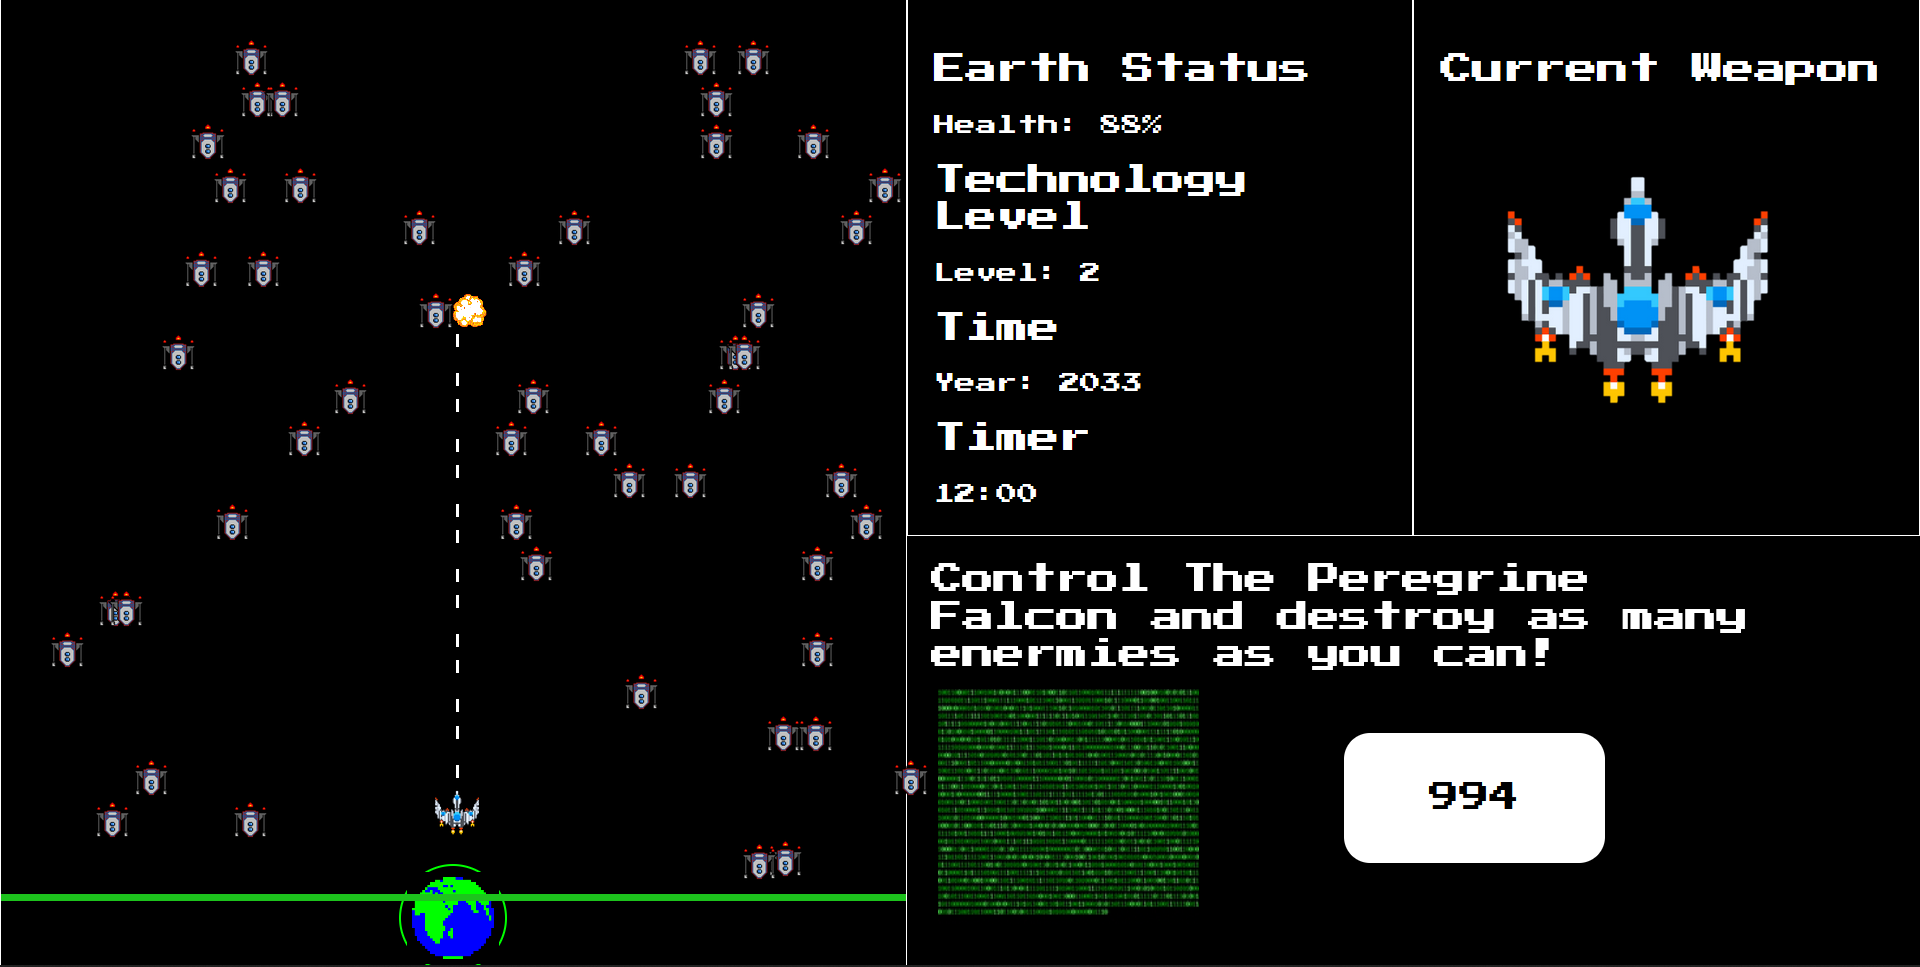 Earth Status
Health: 88%
Technology
Level
Level: 2
Time
Year: 2033
Timer
12:00
Current Weapon
Control The Peregrine
Falcon and destroy as many
enermies as you can!
994